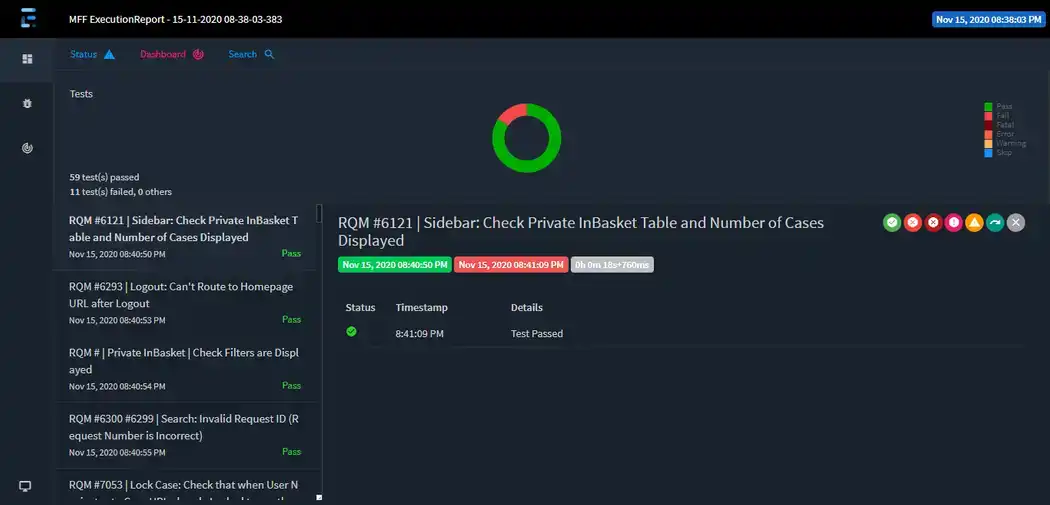 MFF ExecutionReport - 15-11-2020 08-38-03-383
Nov 15, 2020 08:38:03 PM
Status
Dashboard
Search
Tests
59 test(s) passed
11 test(s) failed, 0 others
Pass
Fail
Fatal
Error
Warning
Skip
RQM #6121 | Sidebar: Check Private InBasket T
able and Number of Cases Displayed
Nov 15, 2020 08:40:50 PM
Pass
RQM #6293 | Logout: Can't Route to Homepage
URL after Logout
Nov 15, 2020 08:40:53 PM
Pass
RQM # | Private InBasket | Check Filters are Displ
ayed
Nov 15, 2020 08:40:54 PM
Pass
RQM #6300 #6299 | Search: Invalid Request ID (R
equest Number is Incorrect)
Nov 15, 2020 08:40:55 PM
Pass
RQM #7053 | Lock Case: Check that when User N
RQM #6121 | Sidebar: Check Private InBasket Table and Number of Cases
Displayed
Nov 15, 2020 08:40:50 PM
Nov 15, 2020 08:41:09 PM
0h 0m 18s+760ms
Status Timestamp Details
8:41:09 PM Test Passed